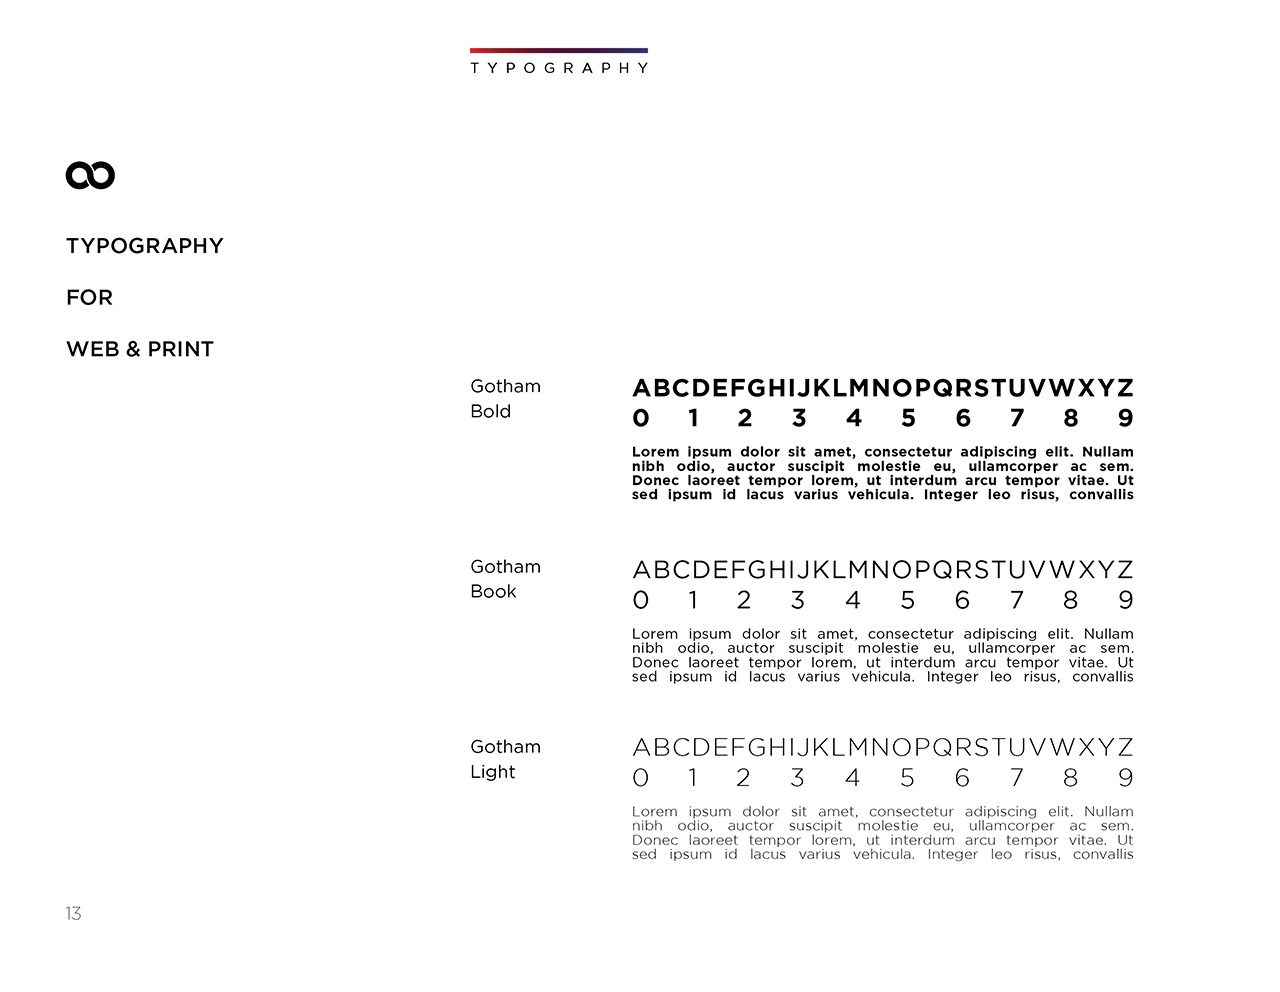 TYPOGRAPHY
TYPOGRAPHY
FOR
WEB & PRINT
Gotham
Bold
ABCDEFGHIJKLMNOPQRSTUVWXYZ
0 1 2 3 4 5 6 7 8 9
Lorem ipsum dolor sit amet, consectetur adipiscing elit. Nullam
nibh odio, auctor suscipit molestie eu, ullamcorper ac sem.
Donec laoreet tempor lorem, ut interdum arcu tempor vitae. Ut
sed ipsum id lacus varius vehicula. Integer leo risus, convallis
Gotham
Book
ABCDEFGHIJKLMNOPQRSTUVWXYZ
0 1 2 3 4 5 6 7 8 9
Lorem ipsum dolor sit amet, consectetur adipiscing elit. Nullam
nibh odio, auctor suscipit molestie eu, ullamcorper ac sem.
Donec laoreet tempor lorem, ut interdum arcu tempor vitae. Ut
sed ipsum id lacus varius vehicula. Integer leo risus, convallis
Gotham
Light
ABCDEFGHIJKLMNOPQRSTUVWXYZ
0 1 2 3 4 5 6 7 8 9
Lorem ipsum dolor sit amet, consectetur adipiscing elit. Nullam
nibh odio, auctor suscipit molestie eu, ullamcorper ac sem.
Donec laoreet tempor lorem, ut interdum arcu tempor vitae. Ut
sed ipsum id lacus varius vehicula. Integer leo risus, convallis
13